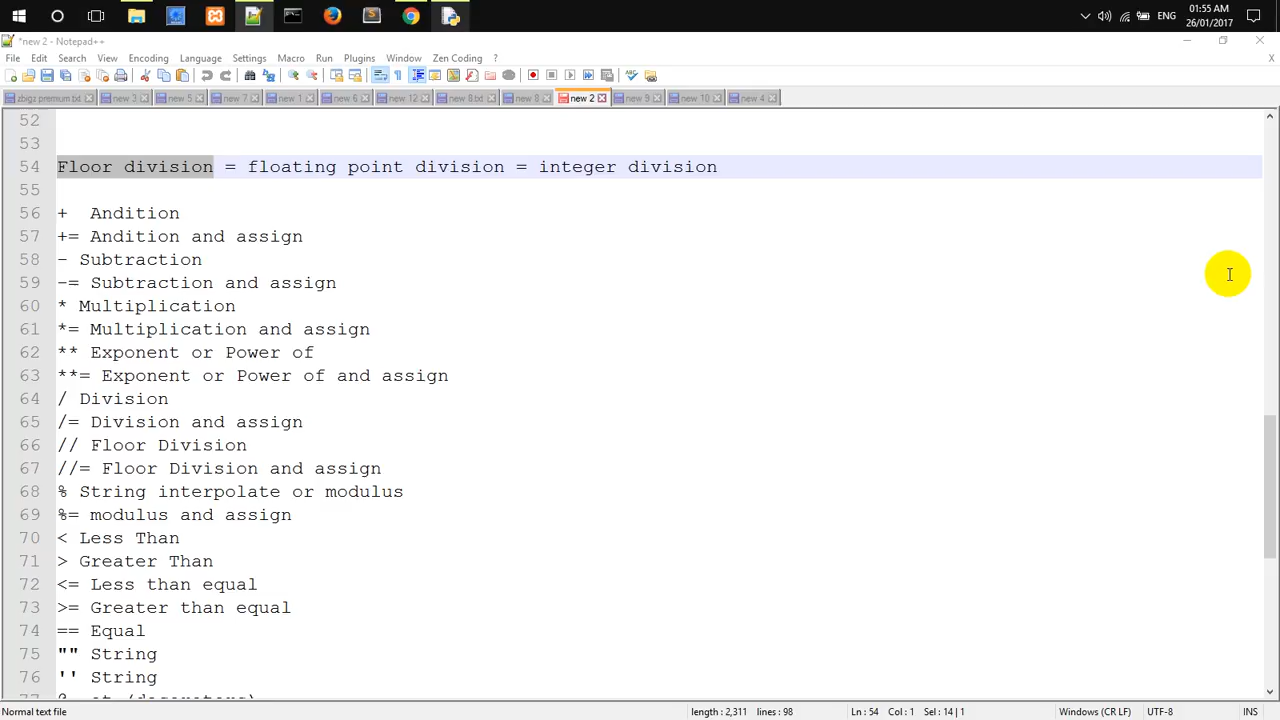 01:55 AM
ENG
26/01/2017
*new 2 - Notepad++
File Edit Search View Encoding Language Settings Macro Run Plugins Window Zen Coding ?
zbigz premium.txt new 3 new 5 new 7 new 1 new 6 new 12 new 8.txt new 8 new 2 new 9 new 10 new 4
52
53
54 Floor division = floating point division = integer division
55
56 +  Andition
57 += Andition and assign
58 - Subtraction
59 -= Subtraction and assign
60 * Multiplication
61 *= Multiplication and assign
62 ** Exponent or Power of
63 **= Exponent or Power of and assign
64 / Division
65 /= Division and assign
66 // Floor Division
67 //= Floor Division and assign
68 % String interpolate or modulus
69 %= modulus and assign
70 < Less Than
71 > Greater Than
72 <= Less than equal
73 >= Greater than equal
74 == Equal
75 "" String
76 '' String
Normal text file length : 2,311 lines : 98 Ln : 54 Col : 1 Sel : 14 | 1 Windows (CR LF) UTF-8 INS